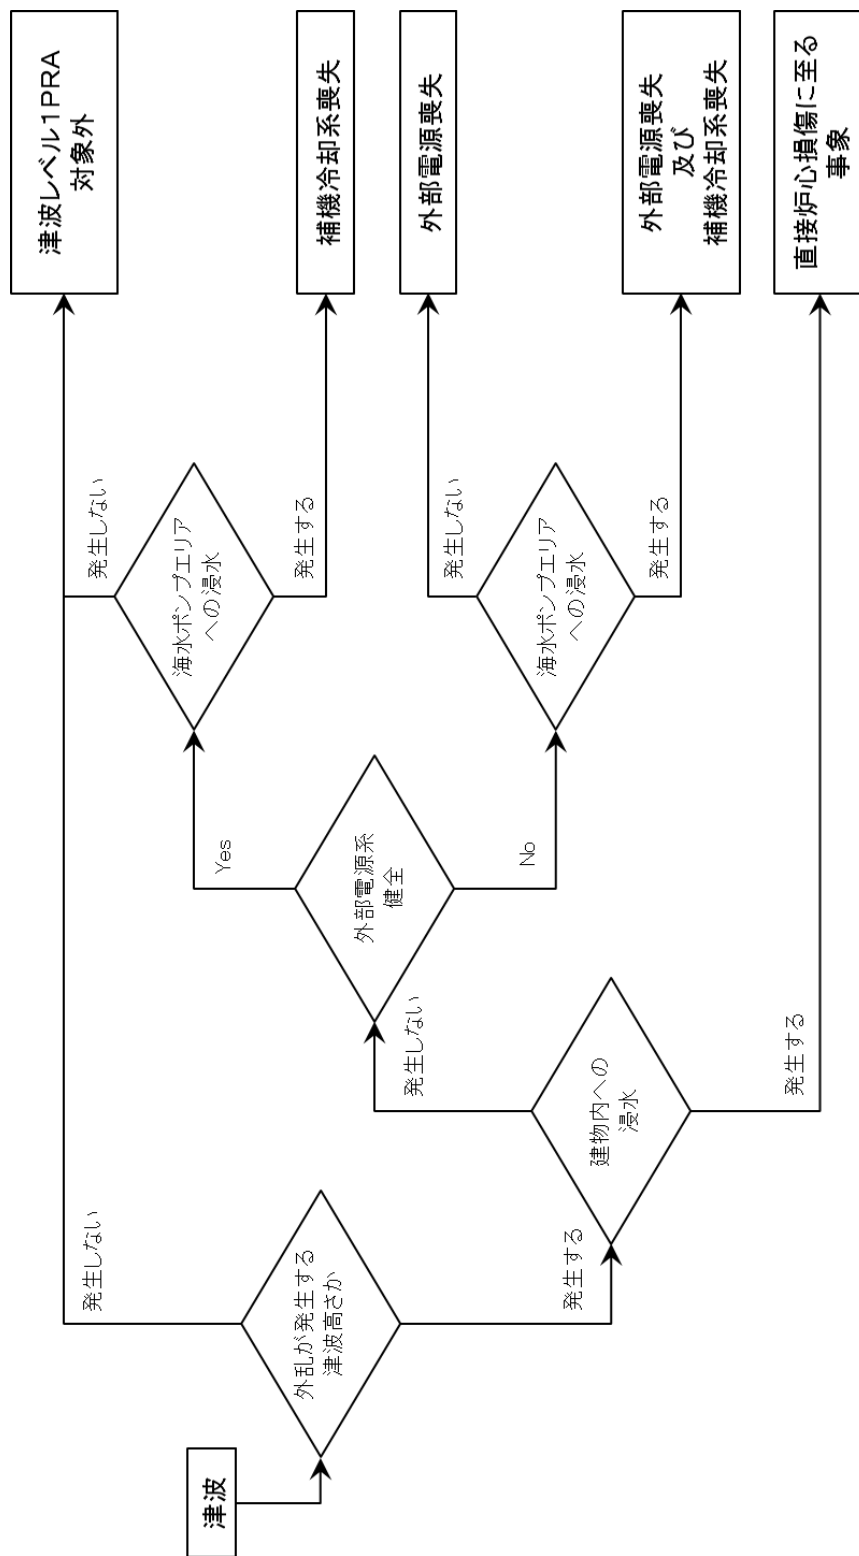 津波
外乱が発生する
津波高さか
発生しない
発生する
建物内への
浸水
発生しない
発生する
外部電源系
健全
Yes
No
海水ポンプエリア
への浸水
発生しない
発生する
海水ポンプエリア
への浸水
発生しない
発生する
津波レベル1PRA
対象外
補機冷却系喪失
外部電源喪失
外部電源喪失
及び
補機冷却系喪失
直接炉心損傷に至る
事象